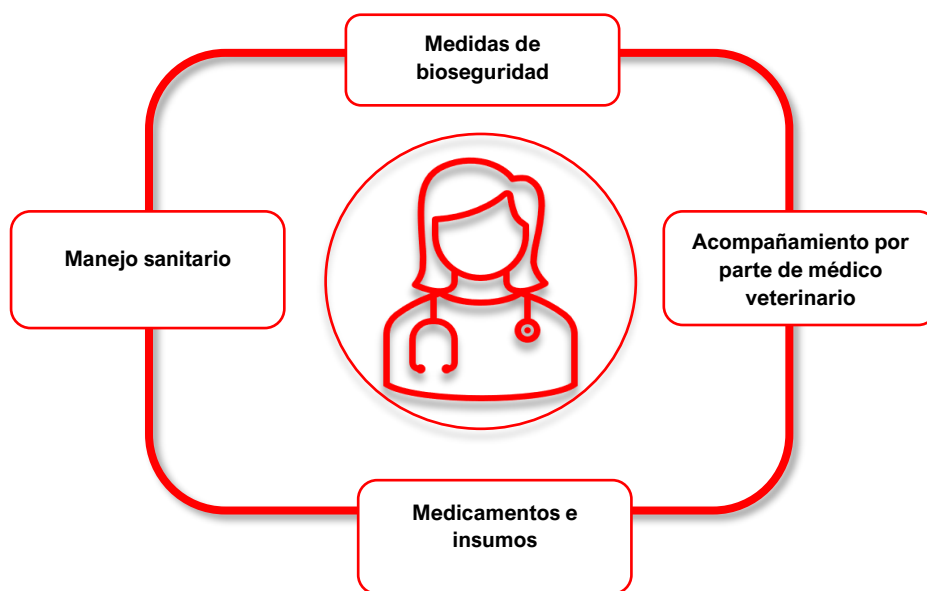 Medidas de
bioseguridad
Manejo sanitario
Acompañamiento por
parte de médico
veterinario
Medicamentos e
insumos